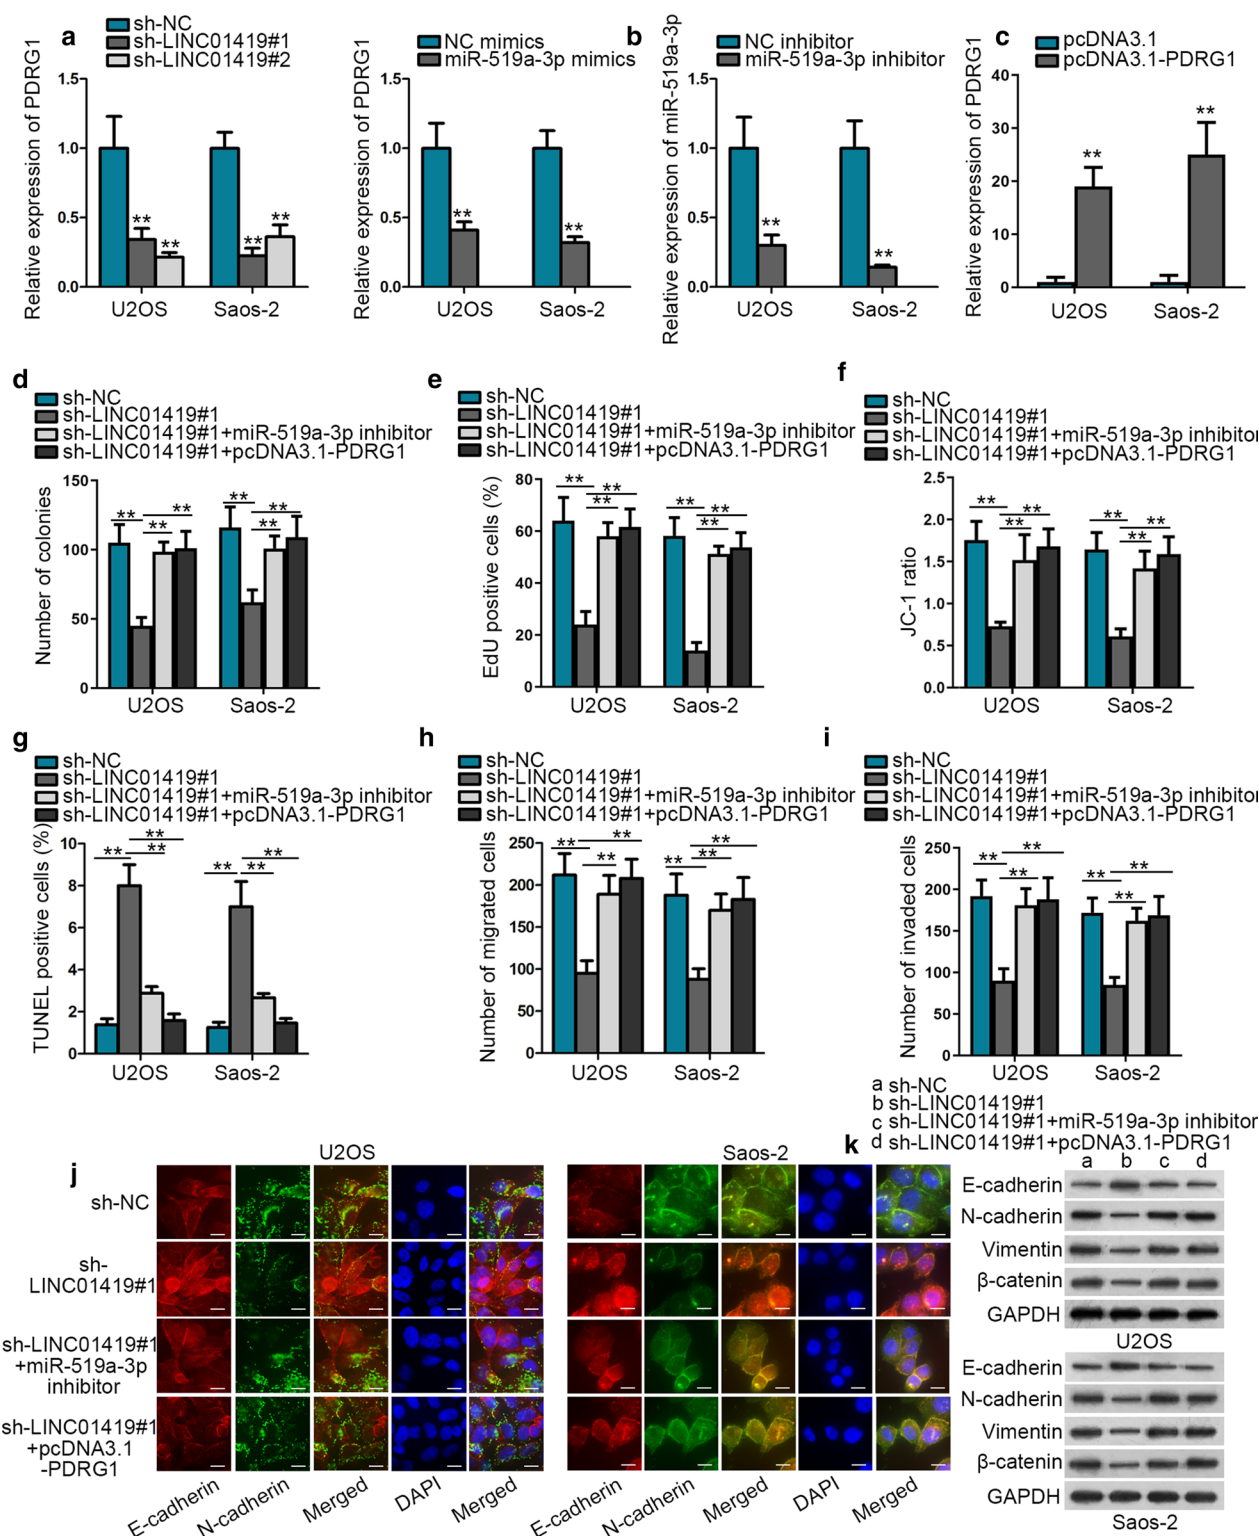 a
sh-NC
sh-LINC01419#1
sh-LINC01419#2
Relative expression of PDRG1
1.5
1.0
0.5
0.0
**
**
**
**
U2OS
Saos-2
NC mimics
miR-519a-3p mimics
Relative expression of PDRG1
1.5
1.0
0.5
0.0
**
**
U2OS
Saos-2
b
NC inhibitor
miR-519a-3p inhibitor
Relative expression of miR-519a-3p
1.5
1.0
0.5
0.0
**
**
U2OS
Saos-2
c
pcDNA3.1
pcDNA3.1-PDRG1
Relative expression of PDRG1
40
30
20
10
0
**
**
U2OS
Saos-2
d
sh-NC
sh-LINC01419#1
sh-LINC01419#1+miR-519a-3p inhibitor
sh-LINC01419#1+pcDNA3.1-PDRG1
Number of colonies
150
100
50
0
** ** **
** ** **
U2OS
Saos-2
e
sh-NC
sh-LINC01419#1
sh-LINC01419#1+miR-519a-3p inhibitor
sh-LINC01419#1+pcDNA3.1-PDRG1
EdU positive cells (%)
80
60
40
20
0
** ** **
** ** **
U2OS
Saos-2
f
sh-NC
sh-LINC01419#1
sh-LINC01419#1+miR-519a-3p inhibitor
sh-LINC01419#1+pcDNA3.1-PDRG1
JC-1 ratio
2.5
2.0
1.5
1.0
0.5
0.0
** ** **
** ** **
U2OS
Saos-2
g
sh-NC
sh-LINC01419#1
sh-LINC01419#1+miR-519a-3p inhibitor
sh-LINC01419#1+pcDNA3.1-PDRG1
TUNEL positive cells (%)
10
8
6
4
2
0
** ** **
** ** **
U2OS
Saos-2
h
sh-NC
sh-LINC01419#1
sh-LINC01419#1+miR-519a-3p inhibitor
sh-LINC01419#1+pcDNA3.1-PDRG1
Number of migrated cells
250
200
150
100
50
0
** ** **
** ** **
U2OS
Saos-2
i
sh-NC
sh-LINC01419#1
sh-LINC01419#1+miR-519a-3p inhibitor
sh-LINC01419#1+pcDNA3.1-PDRG1
Number of invaded cells
250
200
150
100
50
0
** ** **
** ** **
U2OS
Saos-2
j
U2OS
Saos-2
sh-NC
sh-
LINC01419#1
sh-LINC01419#1
+miR-519a-3p
inhibitor
sh-LINC01419#1
+pcDNA3.1
-PDRG1
E-cadherin
N-cadherin
Merged
DAPI
Merged
E-cadherin
N-cadherin
Merged
DAPI
Merged
k
a sh-NC
b sh-LINC01419#1
c sh-LINC01419#1+miR-519a-3p inhibitor
d sh-LINC01419#1+pcDNA3.1-PDRG1
a b c d
E-cadherin
N-cadherin
Vimentin
β-catenin
GAPDH
U2OS
E-cadherin
N-cadherin
Vimentin
β-catenin
GAPDH
Saos-2